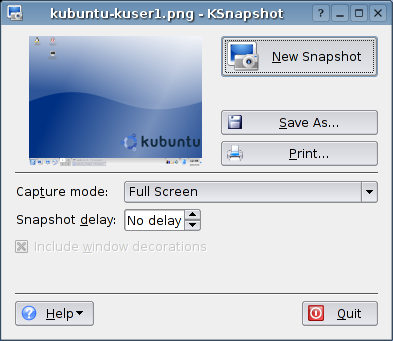 kubuntu-kuser1.png - KSnapshot
kubuntu
New Snapshot
Save As...
Print...
Capture mode: Full Screen
Snapshot delay: No delay
Include window decorations
Help
Quit